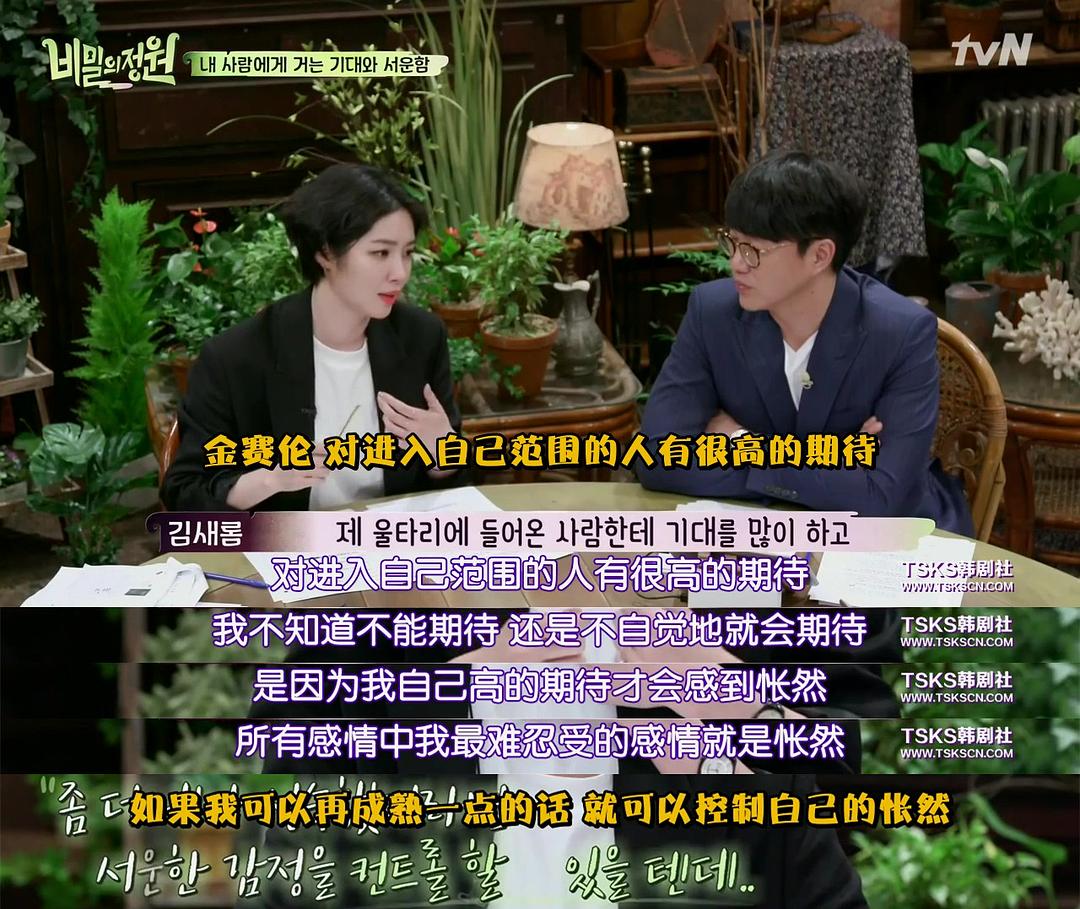 비밀의정원
내 사람에게 거는 기대와 서운함
tvN
金赛伦 对进入自己范围的人有很高的期待
김새롬 제 울타리에 들어온 사람한테 기대를 많이 하고
对进入自己范围的人有很高的期待
TSKS韩剧社
WWW.TSKSCN.COM
我不知道不能期待 还是不自觉地就会期待
TSKS韩剧社
WWW.TSKSCN.COM
是因为我自己高的期待才会感到怅然
TSKS韩剧社
WWW.TSKSCN.COM
所有感情中我最难忍受的感情就是怅然
TSKS韩剧社
WWW.TSKSCN.COM
"좀 더
如果我可以再成熟一点的话 就可以控制自己的怅然
서운한 감정을 컨트롤 할 있을 텐데..